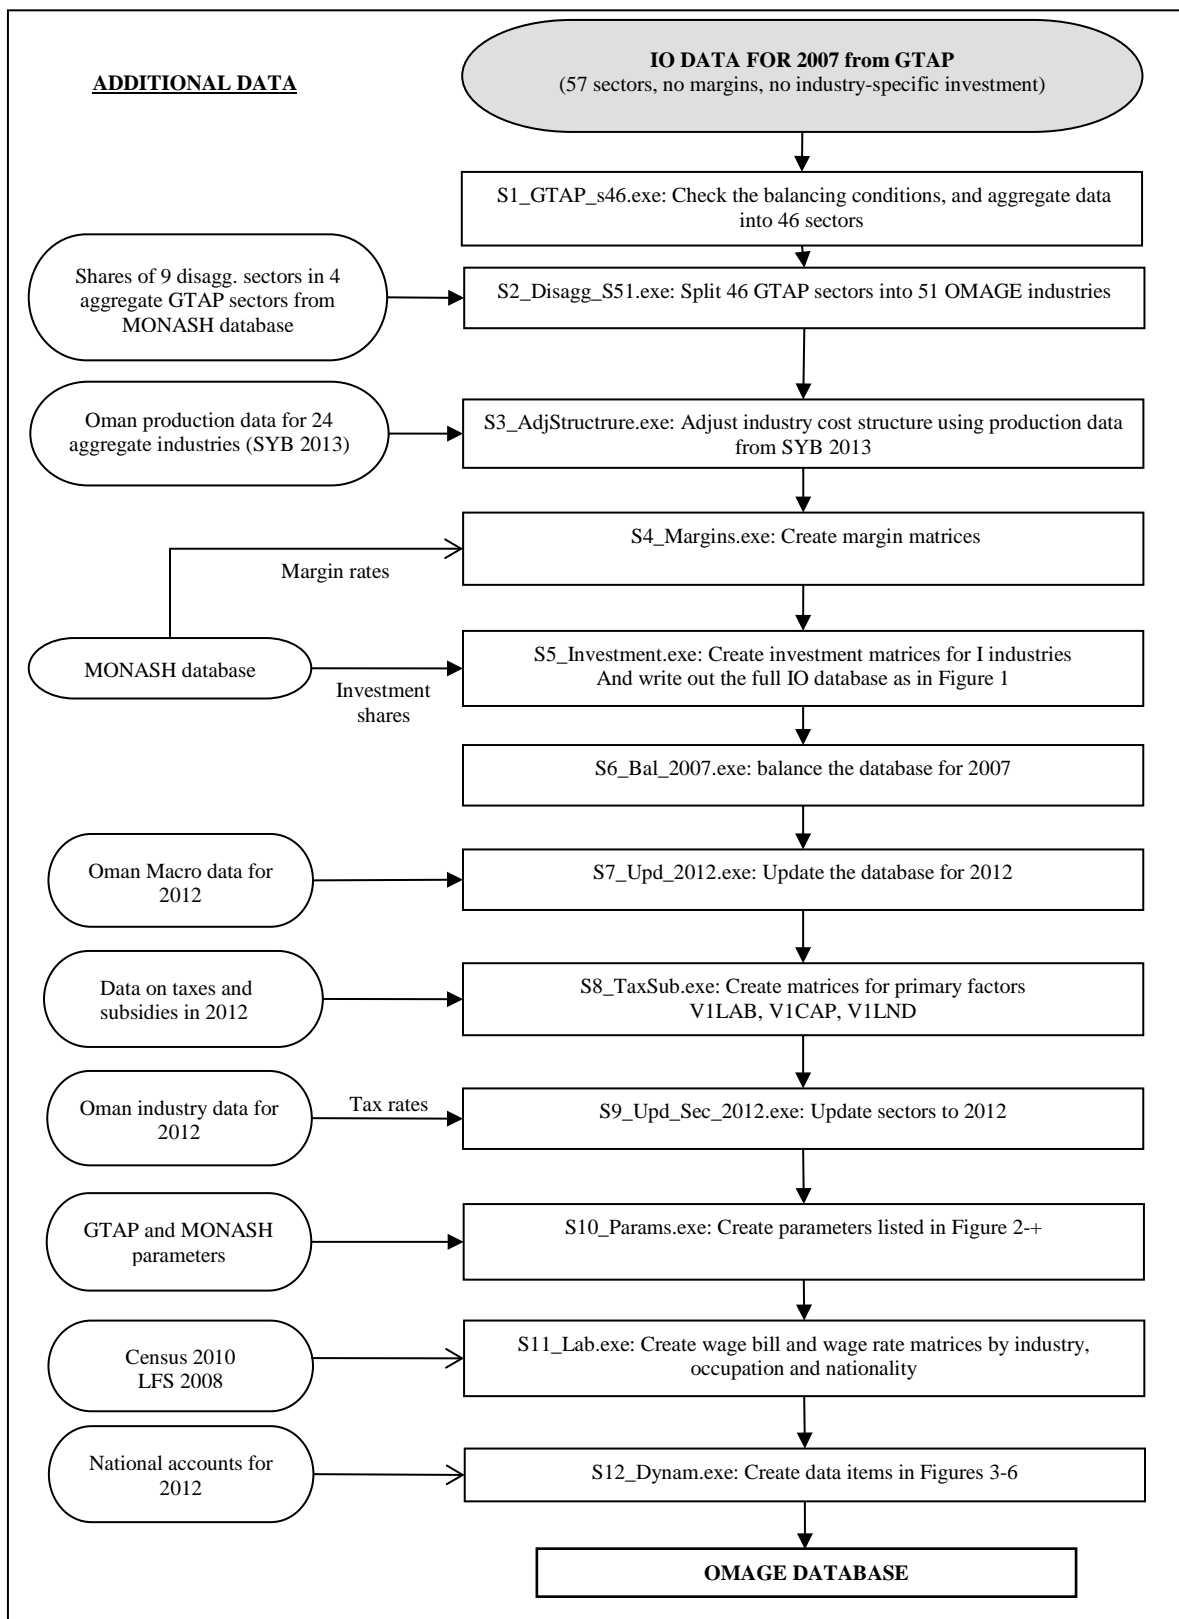 IO DATA FOR 2007 from GTAP
(57 sectors, no margins, no industry-specific investment)
ADDITIONAL DATA
S1_GTAP_s46.exe: Check the balancing conditions, and aggregate data
into 46 sectors
Shares of 9 disagg. sectors in 4
aggregate GTAP sectors from
MONASH database
S2_Disagg_S51.exe: Split 46 GTAP sectors into 51 OMAGE industries
Oman production data for 24
aggregate industries (SYB 2013)
S3_AdjStructrure.exe: Adjust industry cost structure using production data
from SYB 2013
S4_Margins.exe: Create margin matrices
Margin rates
MONASH database
S5_Investment.exe: Create investment matrices for I industries
And write out the full IO database as in Figure 1
Investment
shares
S6_Bal_2007.exe: balance the database for 2007
Oman Macro data for
2012
S7_Upd_2012.exe: Update the database for 2012
Data on taxes and
subsidies in 2012
S8_TaxSub.exe: Create matrices for primary factors
V1LAB, V1CAP, V1LND
Oman industry data for
2012
Tax rates
S9_Upd_Sec_2012.exe: Update sectors to 2012
GTAP and MONASH
parameters
S10_Params.exe: Create parameters listed in Figure 2-+
Census 2010
LFS 2008
S11_Lab.exe: Create wage bill and wage rate matrices by industry,
occupation and nationality
National accounts for
2012
S12_Dynam.exe: Create data items in Figures 3-6
OMAGE DATABASE